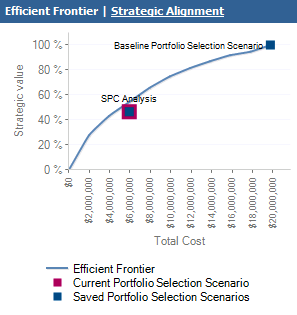 Efficient Frontier | Strategic Alignment
100 %
Baseline Portfolio Selection Scenario
80 %
60 %
SPC Analysis
40 %
20 %
0 %
Strategic value
$0
$2,000,000
$4,000,000
$6,000,000
$8,000,000
$10,000,000
$12,000,000
$14,000,000
$16,000,000
$18,000,000
$20,000,000
Total Cost
Efficient Frontier
Current Portfolio Selection Scenario
Saved Portfolio Selection Scenarios